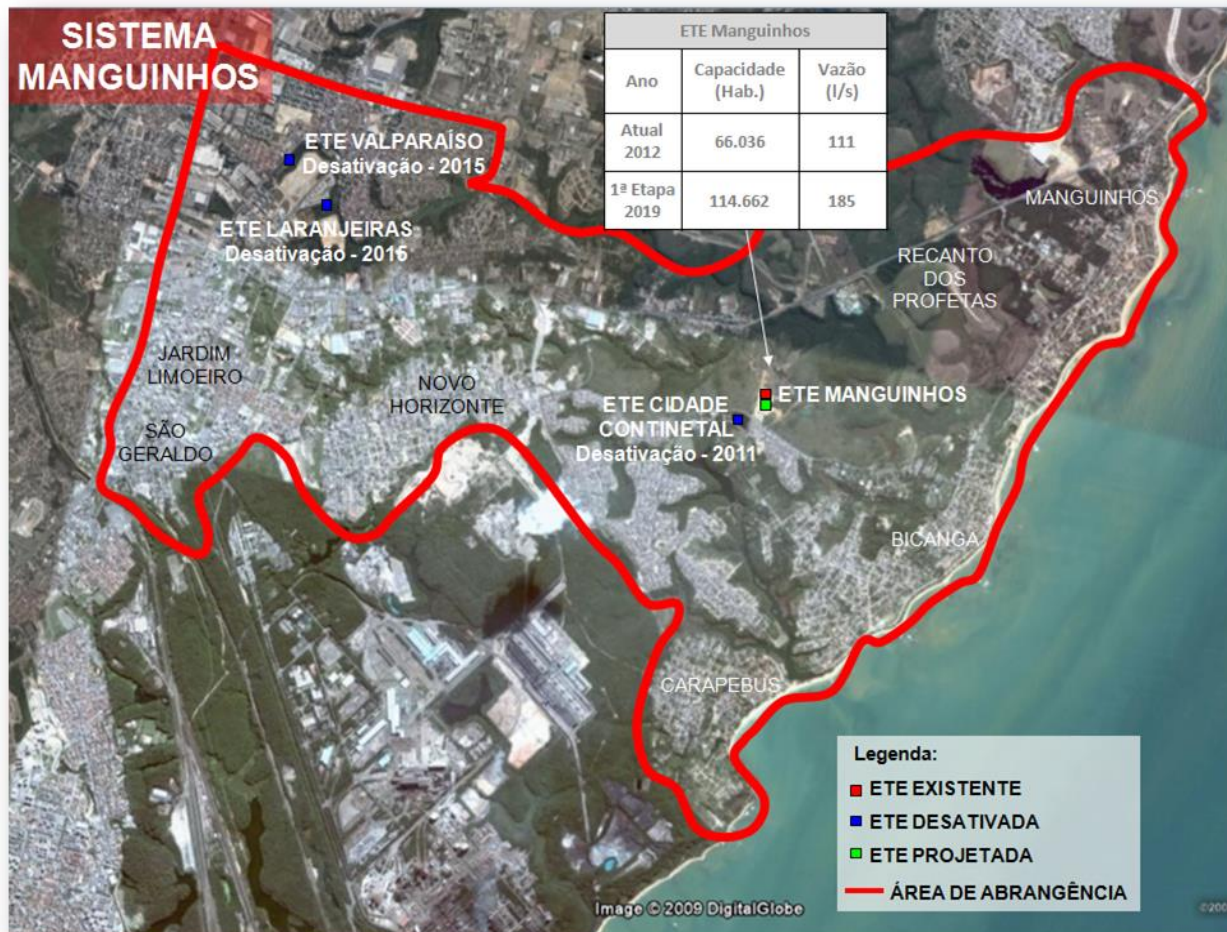 SISTEMA
MANGUINHOS
ETE Manguinhos
Ano
Capacidade
(Hab.)
Vazão
(l/s)
Atual
2012
66.036
111
1ª Etapa
2019
114.662
185
ETE VALPARAÍSO
Desativação - 2015
ETE LARANJEIRAS
Desativação - 2016
MANGUINHOS
RECANTO
DOS
PROFETAS
JARDIM
LIMOEIRO
NOVO
HORIZONTE
SÃO
GERALDO
ETE CIDADE
CONTINETAL
Desativação - 2011
ETE MANGUINHOS
BICANGA
CARAPEBUS
Legenda:
ETE EXISTENTE
ETE DESATIVADA
ETE PROJETADA
ÁREA DE ABRANGÊNCIA
Image © 2009 DigitalGlobe